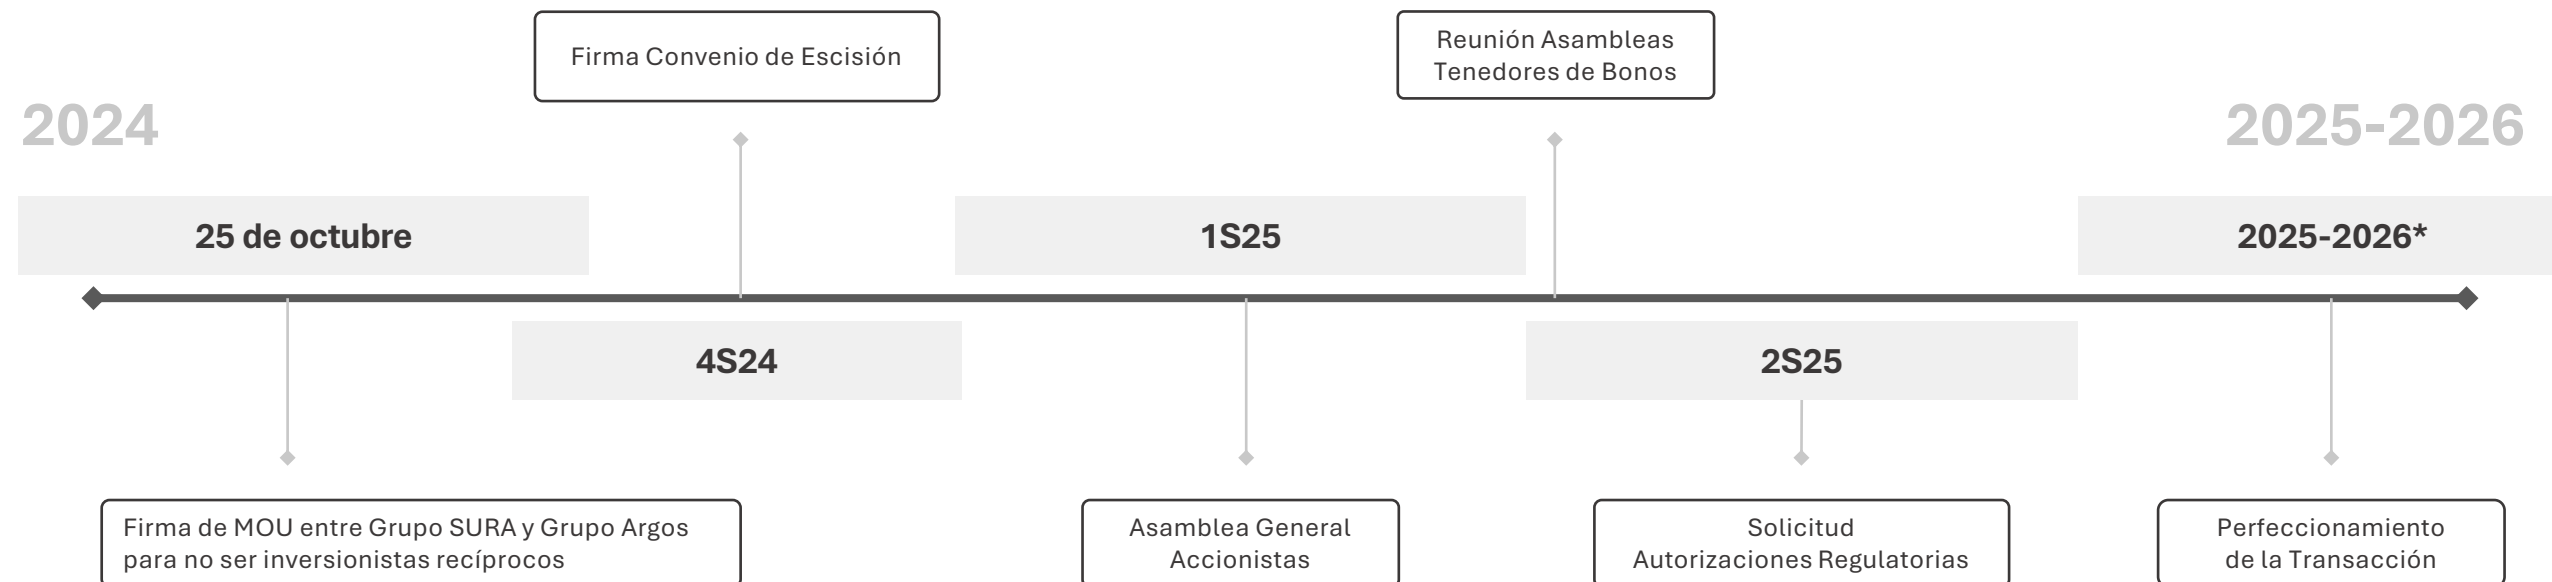 Firma Convenio de Escisión
Reunión Asambleas
Tenedores de Bonos
2024
2025-2026
25 de octubre
1S25
2025-2026*
4S24
2S25
Firma de MOU entre Grupo SURA y Grupo Argos
para no ser inversionistas recíprocos
Asamblea General
Accionistas
Solicitud
Autorizaciones Regulatorias
Perfeccionamiento
de la Transacción